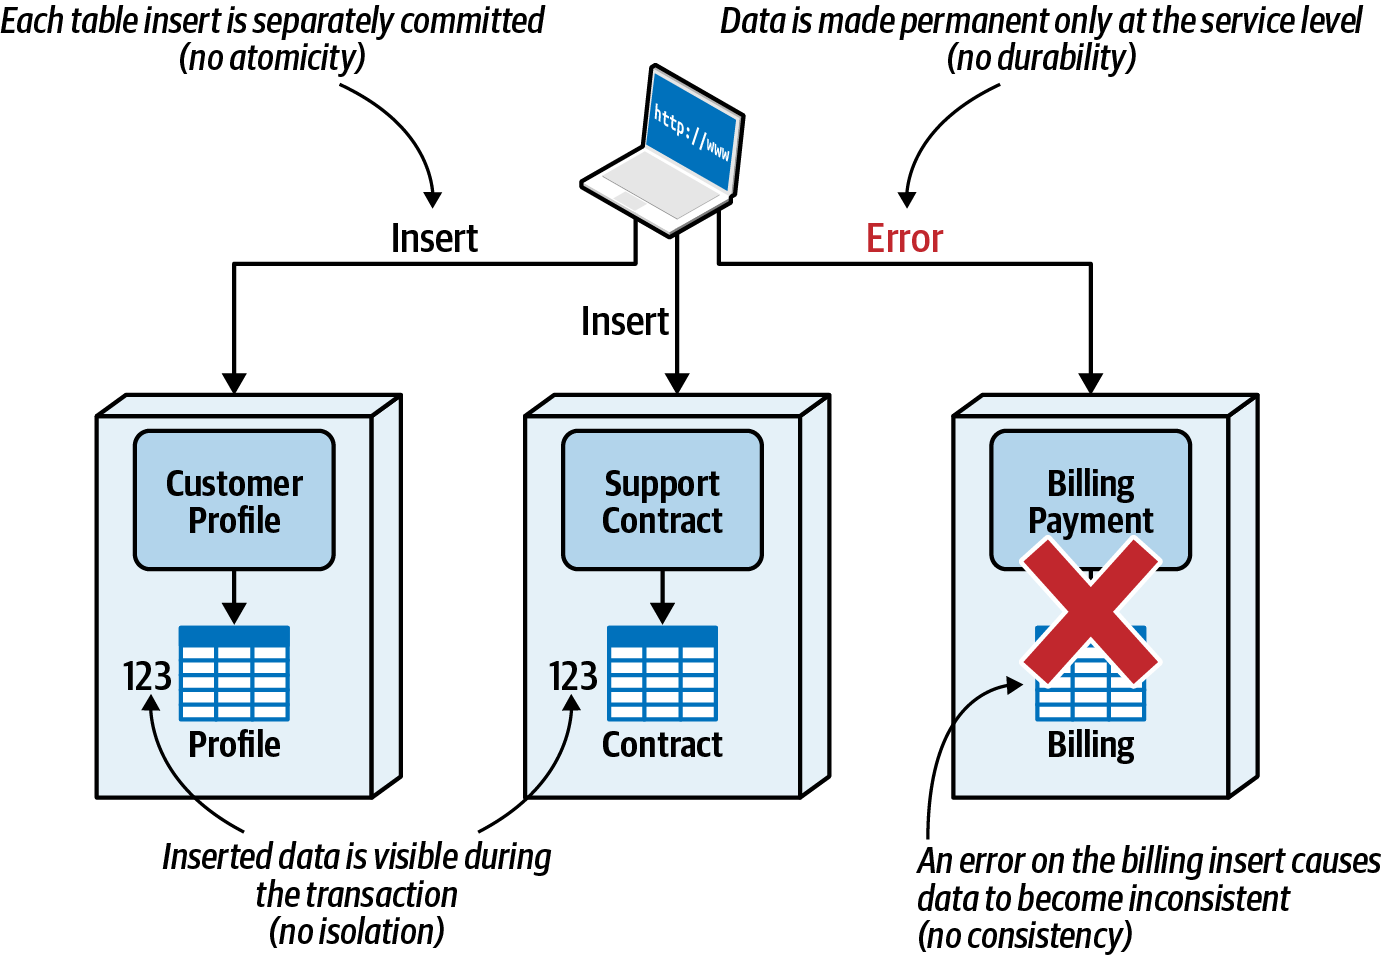 Each table insert is separately committed
(no atomicity)
Data is made permanent only at the service level
(no durability)
http://www
Insert
Error
Insert
Customer
Profile
Support
Contract
Billing
Payment
123
123
Profile
Contract
Billing
Inserted data is visible during
the transaction
(no isolation)
An error on the billing insert causes
data to become inconsistent
(no consistency)